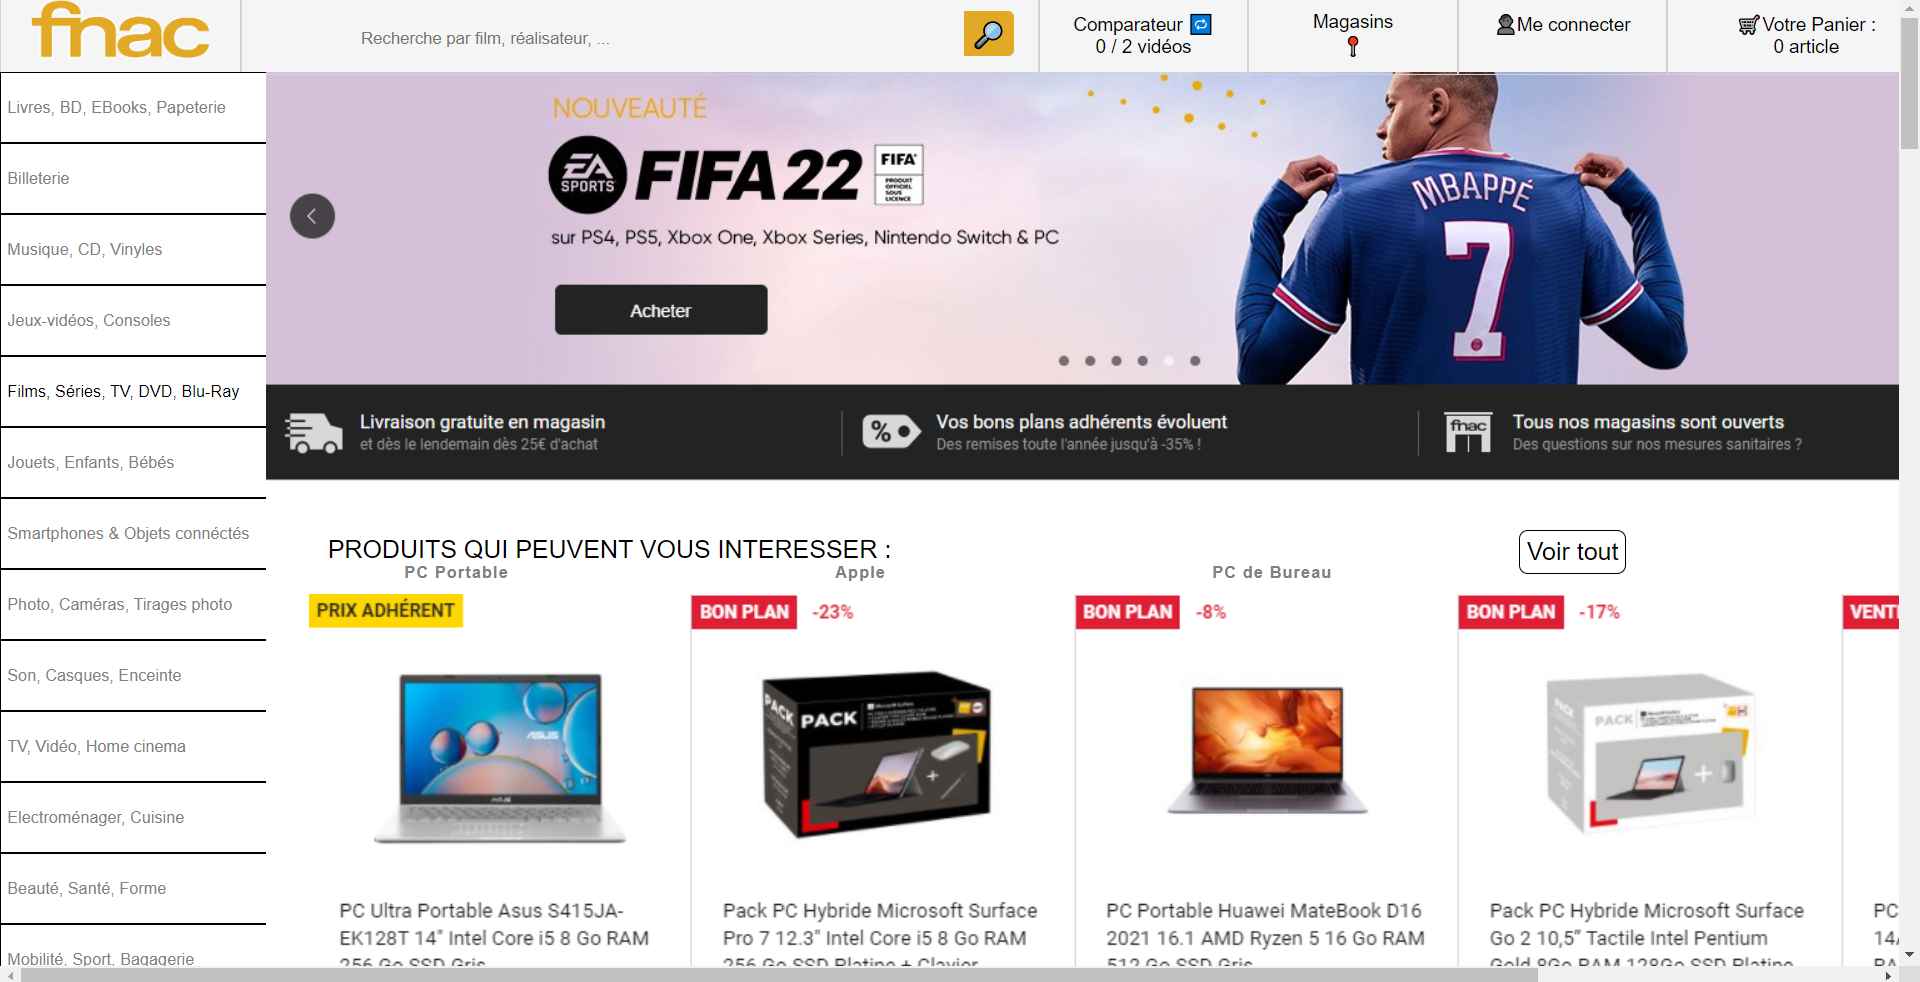 fnac
Recherche par film, réalisateur, ...
Comparateur
0 / 2 vidéos
Magasins
Me connecter
Votre Panier :
0 article
Livres, BD, EBooks, Papeterie
Billeterie
Musique, CD, Vinyles
Jeux-vidéos, Consoles
Films, Séries, TV, DVD, Blu-Ray
Jouets, Enfants, Bébés
Smartphones & Objets connéctés
Photo, Caméras, Tirages photo
Son, Casques, Enceinte
TV, Vidéo, Home cinema
Electroménager, Cuisine
Beauté, Santé, Forme
Mobilité, Sport, Bagagerie
NOUVEAUTÉ
EA SPORTS FIFA 22
FIFA
PRODUIT
OFFICIEL
SOUS
LICENCE
sur PS4, PS5, Xbox One, Xbox Series, Nintendo Switch & PC
Acheter
MBAPPÉ
7
Livraison gratuite en magasin
et dès le lendemain dès 25€ d'achat
%
Vos bons plans adhérents évoluent
Des remises toute l'année jusqu'à -35% !
fnac
Tous nos magasins sont ouverts
Des questions sur nos mesures sanitaires ?
PRODUITS QUI PEUVENT VOUS INTERESSER :
Voir tout
PC Portable
Apple
PC de Bureau
PRIX ADHÉRENT
ASUS
PC Ultra Portable Asus S415JA-
EK128T 14" Intel Core i5 8 Go RAM
256 Go SSD Gris
BON PLAN -23%
PACK
PACK
Pack PC Hybride Microsoft Surface
Pro 7 12.3" Intel Core i5 8 Go RAM
256 Go SSD Platine + Clavier
BON PLAN -8%
PC Portable Huawei MateBook D16
2021 16.1 AMD Ryzen 5 16 Go RAM
512 Go SSD Gris
BON PLAN -17%
PACK
Pack PC Hybride Microsoft Surface
Go 2 10,5” Tactile Intel Pentium
Gold 8Go RAM 128Go SSD Platine
VENT
PC
14
RA